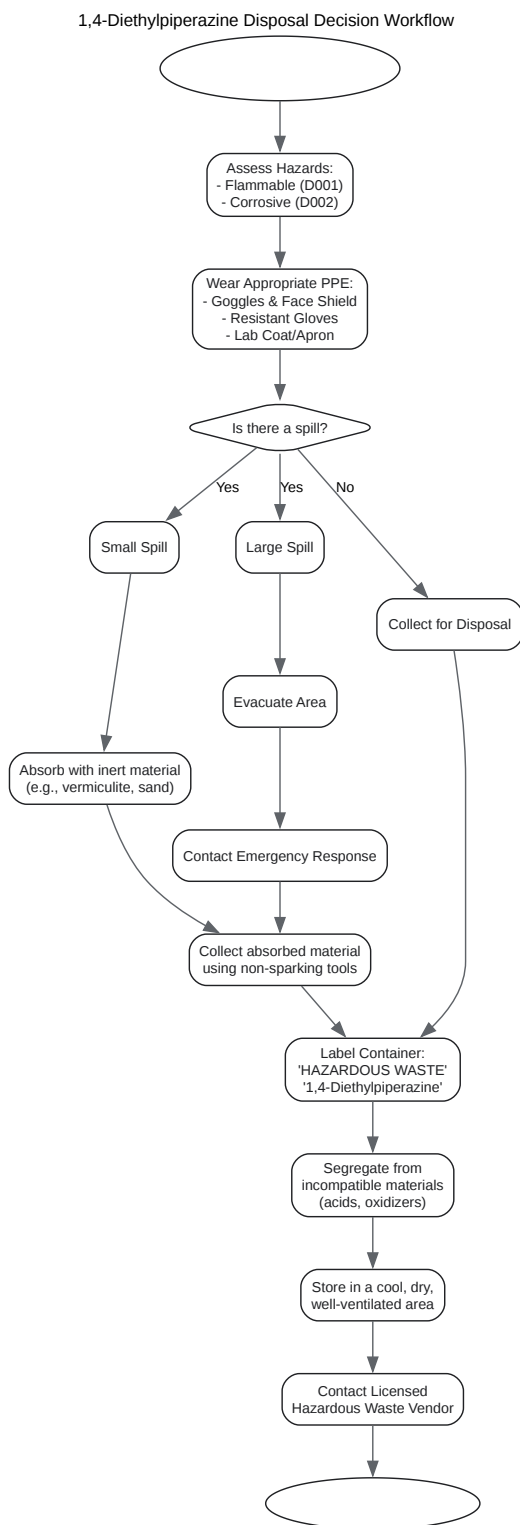 1,4-Diethylpiperazine Disposal Decision Workflow
Assess Hazards:
- Flammable (D001)
- Corrosive (D002)
Wear Appropriate PPE:
- Goggles & Face Shield
- Resistant Gloves
- Lab Coat/Apron
Is there a spill?
Yes
Yes
No
Small Spill
Large Spill
Collect for Disposal
Evacuate Area
Absorb with inert material
(e.g., vermiculite, sand)
Contact Emergency Response
Collect absorbed material
using non-sparking tools
Label Container:
'HAZARDOUS WASTE'
'1,4-Diethylpiperazine'
Segregate from
incompatible materials
(acids, oxidizers)
Store in a cool, dry,
well-ventilated area
Contact Licensed
Hazardous Waste Vendor